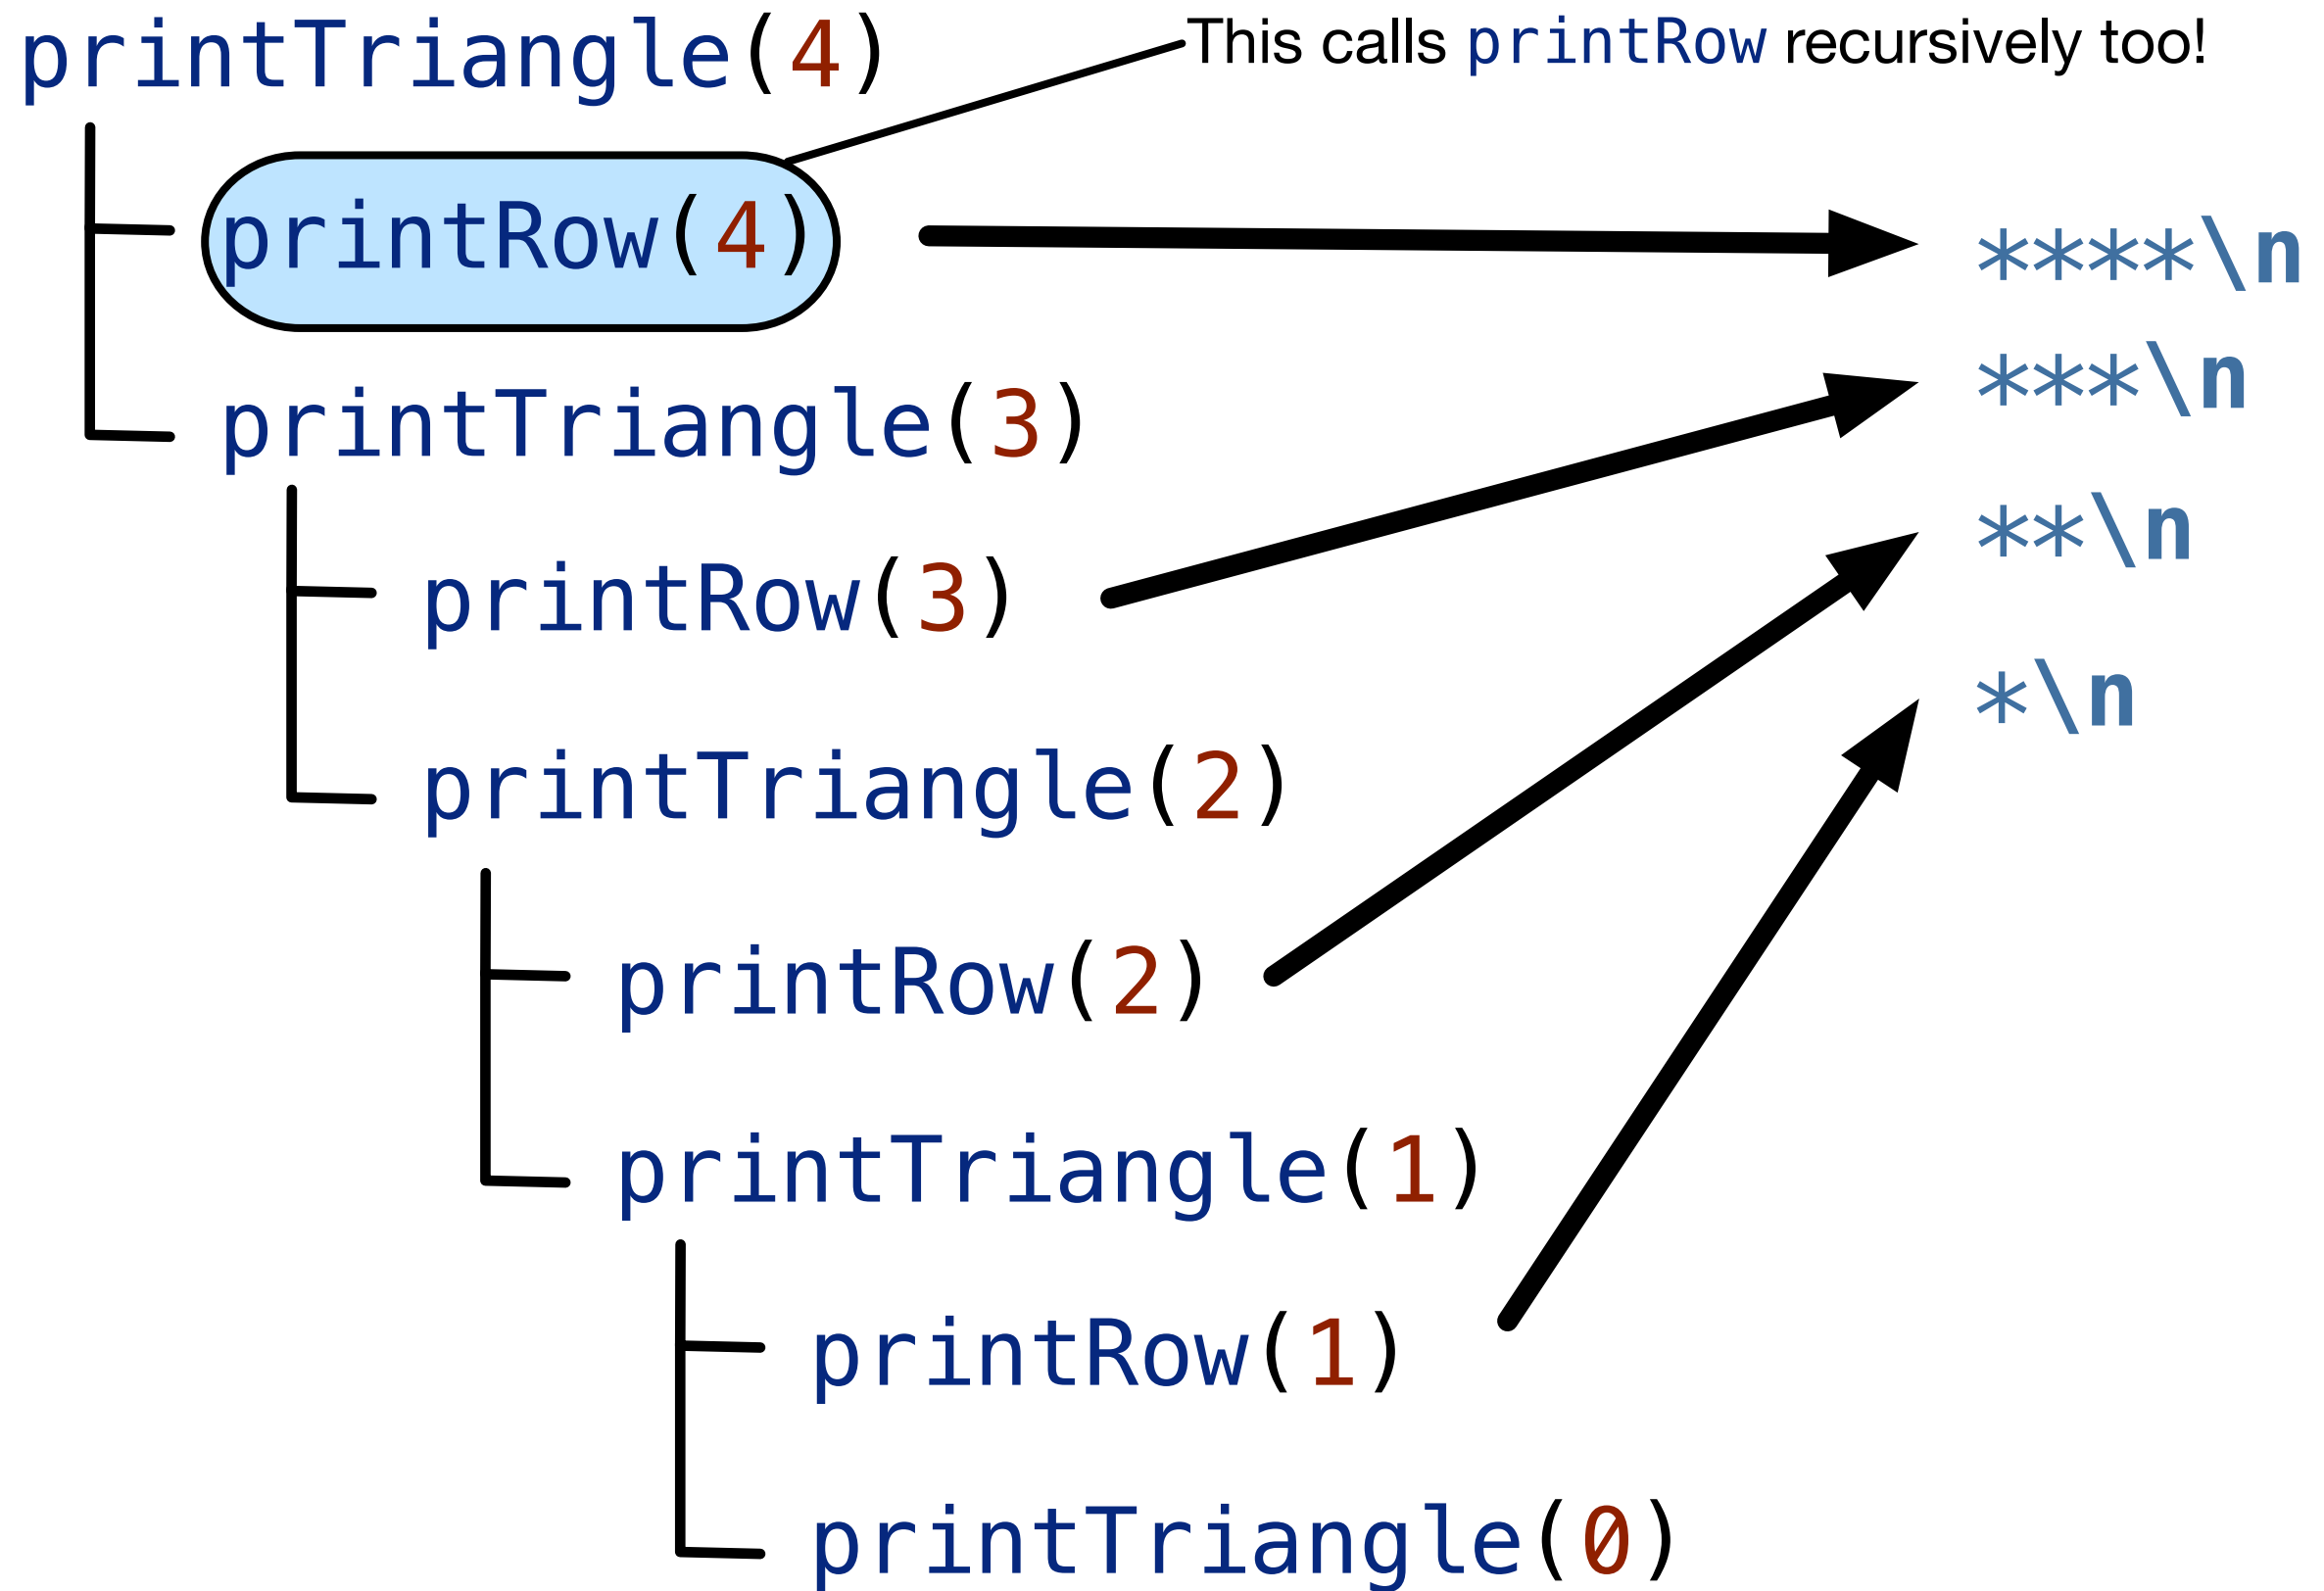 printTriangle(4)
This calls printRow recursively too!
printRow(4)
****\n
printTriangle(3)
***\n
printRow(3)
**\n
printTriangle(2)
*\n
printRow(2)
printTriangle(1)
printRow(1)
printTriangle(0)